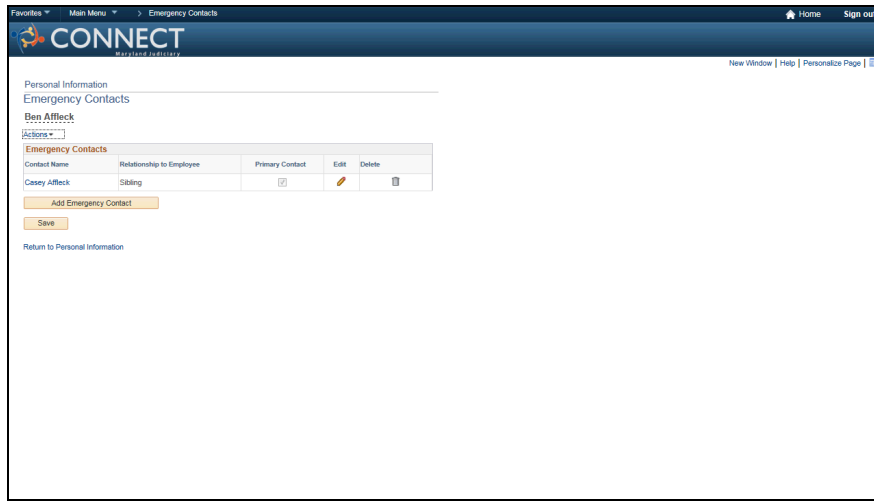 Favorites Main Menu > Emergency Contacts Home Sign out
CONNECT
Maryland Judiciary
New Window | Help | Personalize Page |
Personal Information
Emergency Contacts
Ben Affleck
Actions
Emergency Contacts
Contact Name Relationship to Employee Primary Contact Edit Delete
Casey Affleck Sibling
Add Emergency Contact
Save
Return to Personal Information